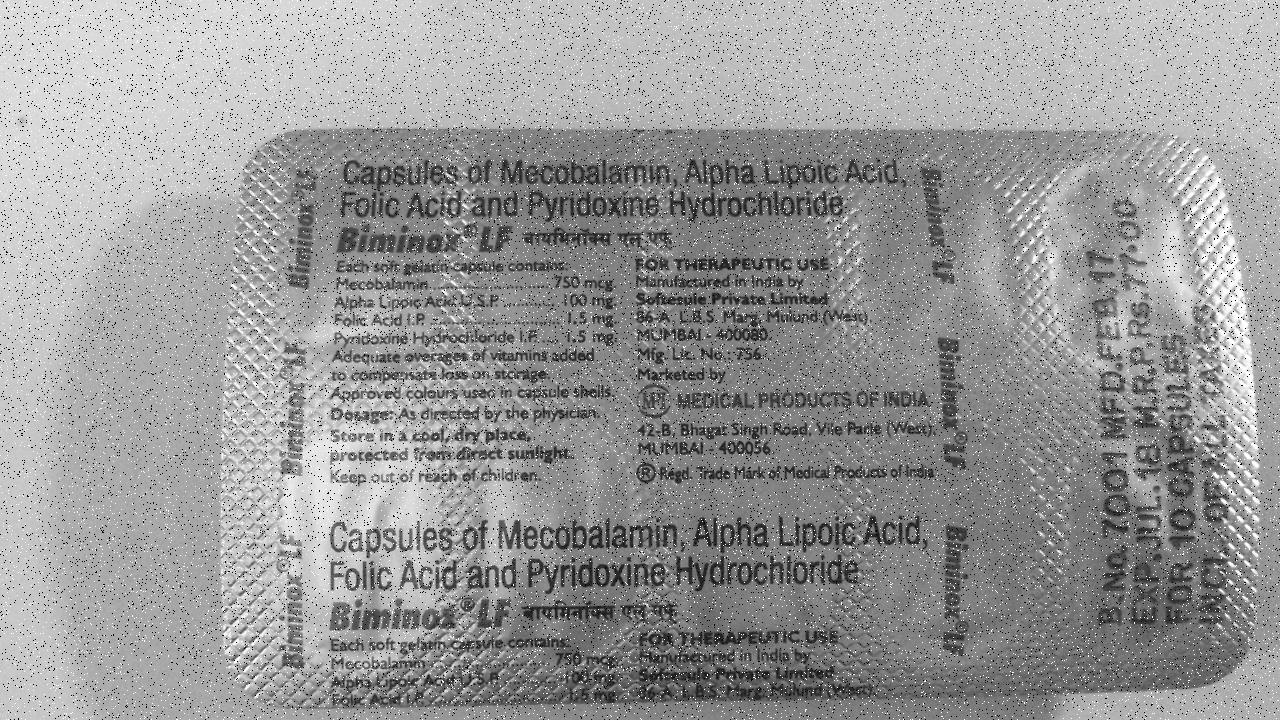 Capsules of Mecobalamin, Alpha Lipoic Acid,
Folic Acid and Pyridoxine Hydrochloride
Biminox® LF बायमिनॉक्स एल् एफ्
Each soft gelatin capsule contains:
Mecobalamin ........................ 750 mcg.
Alpha Lipoic Acid U.S.P. ........... 100 mg.
Folic Acid I.P. ........................... 1.5 mg.
Pyridoxine Hydrochloride I.P. .... 1.5 mg.
Adequate overages of vitamins added
to compensate loss on storage.
Approved colours used in capsule shells.
Dosage: As directed by the physician.
Store in a cool, dry place,
protected from direct sunlight.
Keep out of reach of children.
FOR THERAPEUTIC USE
Manufactured in India by
Softesule Private Limited
86-A, L.B.S. Marg, Mulund (West),
MUMBAI - 400080.
Mfg. Lic. No.: 756
Marketed by
MPI MEDICAL PRODUCTS OF INDIA,
42-B, Bhagat Singh Road, Vile Parle (West),
MUMBAI - 400056.
® Regd. Trade Mark of Medical Products of India
Capsules of Mecobalamin, Alpha Lipoic Acid,
Folic Acid and Pyridoxine Hydrochloride
Biminox® LF बायमिनॉक्स एल् एफ्
Each soft gelatin capsule contains:
Mecobalamin ........................ 750 mcg.
Alpha Lipoic Acid U.S.P. ........... 100 mg.
Folic Acid I.P. ........................... 1.5 mg.
FOR THERAPEUTIC USE
Manufactured in India by
Softesule Private Limited
86-A, L.B.S. Marg, Mulund (West),
Biminox® LF
Biminox® LF
Biminox® LF
Biminox® LF
Biminox® LF
Biminox® LF
B.No. 7001 MFD.FEB.17
EXP.JUL.18 M.R.P.Rs.77.00
FOR 10 CAPSULES
INCL. OF ALL TAXES